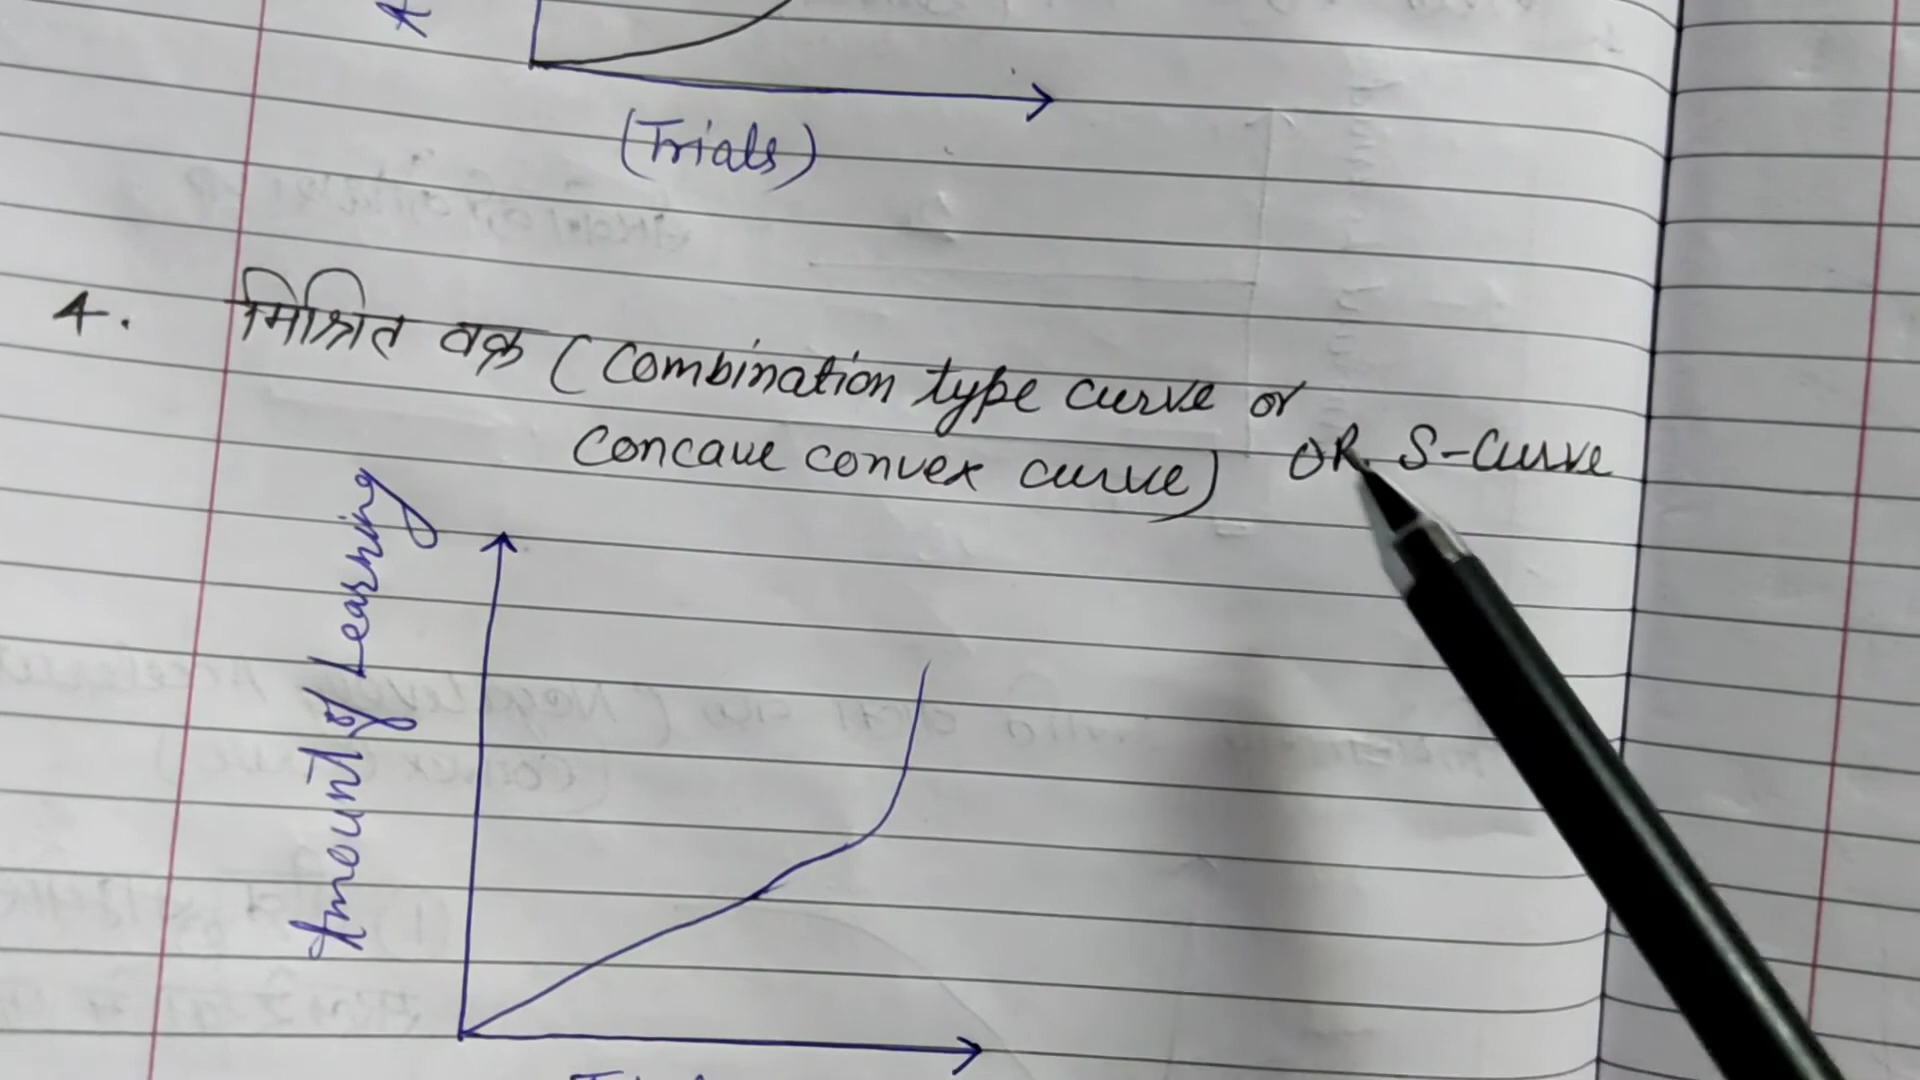 (Trials)
4. मिश्रित वक्र (Combination type curve or
Concave convex curve) OR S-Curve
Amount of Learning